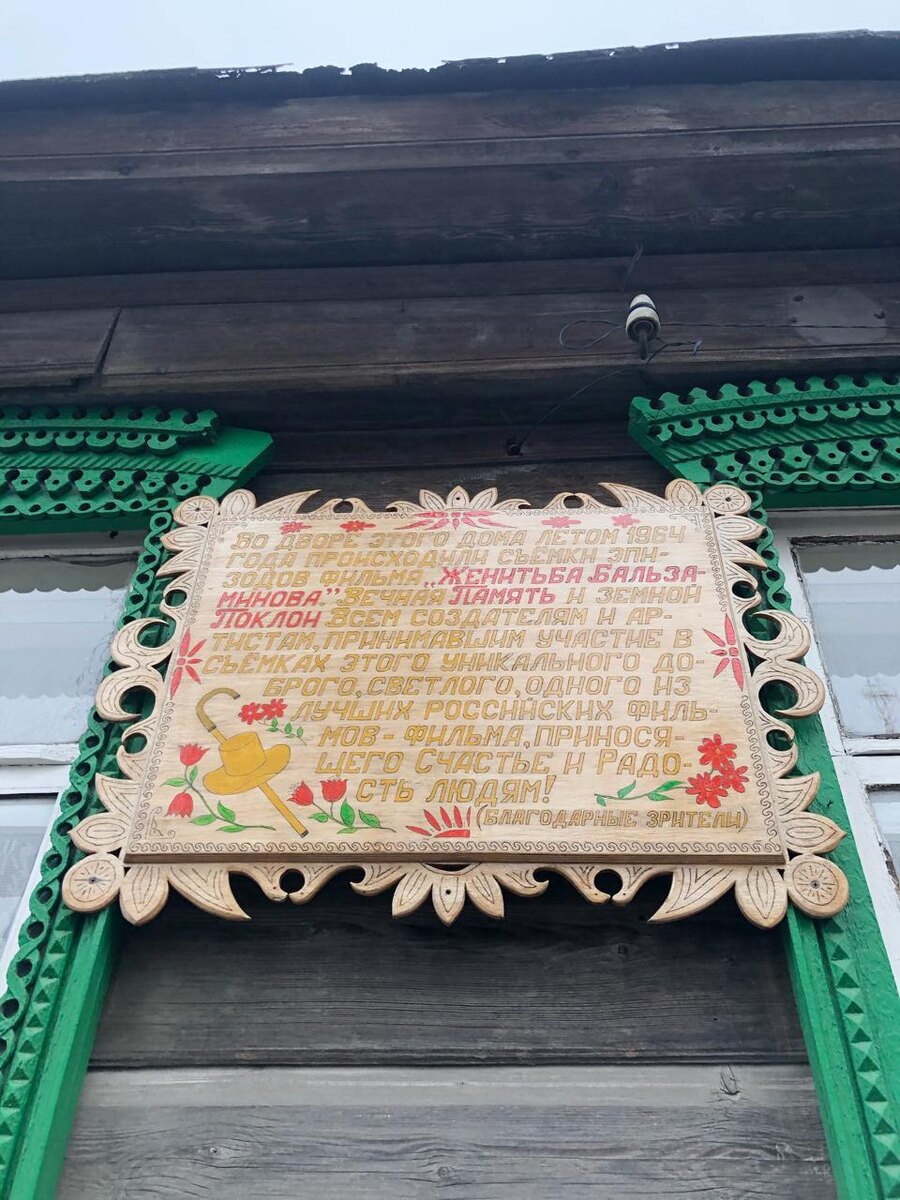 Во дворе этого дома летом 1964
года происходили съёмки эпи-
зодов фильма „Женитьба Бальза-
минова”. Вечная Память и земной
Поклон Всем создателям и ар-
тистам, принимавшим участие в
съёмках этого уникального до-
брого, светлого, одного из
лучших российских филь-
мов - фильма, принося-
щего Счастье и Радо-
сть людям!
(благодарные зрители)